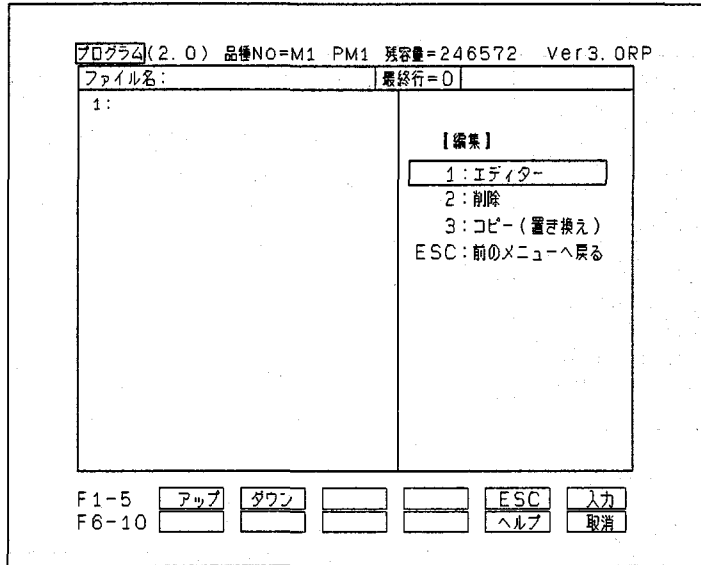 プログラム(2.0) 品種NO=M1 PM1 残容量=246572 Ver3.0RP
ファイル名: 最終行=0
1:
【編集】
1:エディター
2:削除
3:コピー(置き換え)
ESC:前のメニューへ戻る
F1-5 アップ ダウン ESC 入力
F6-10 ヘルプ 取消